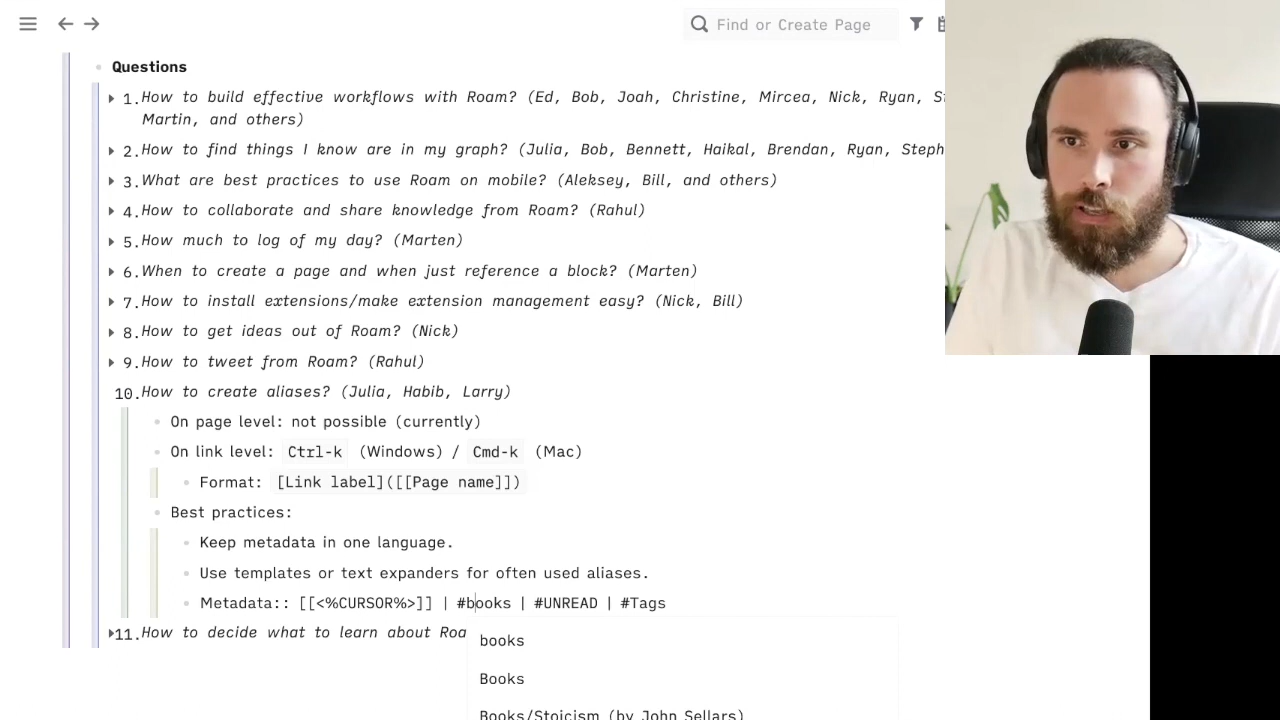 Find or Create Page
Questions
1. How to build effective workflows with Roam? (Ed, Bob, Joah, Christine, Mircea, Nick, Ryan,
Martin, and others)
2. How to find things I know are in my graph? (Julia, Bob, Bennett, Haikal, Brendan, Ryan, Steph
3. What are best practices to use Roam on mobile? (Aleksey, Bill, and others)
4. How to collaborate and share knowledge from Roam? (Rahul)
5. How much to log of my day? (Marten)
6. When to create a page and when just reference a block? (Marten)
7. How to install extensions/make extension management easy? (Nick, Bill)
8. How to get ideas out of Roam? (Nick)
9. How to tweet from Roam? (Rahul)
10. How to create aliases? (Julia, Habib, Larry)
On page level: not possible (currently)
On link level: Ctrl-k (Windows) / Cmd-k (Mac)
Format: [Link label]([[Page name]])
Best practices:
Keep metadata in one language.
Use templates or text expanders for often used aliases.
Metadata:: [[<%CURSOR%>]] | #books | #UNREAD | #Tags
11. How to decide what to learn about Roa
books
Books
Books/Stoicism (by John Sellars)